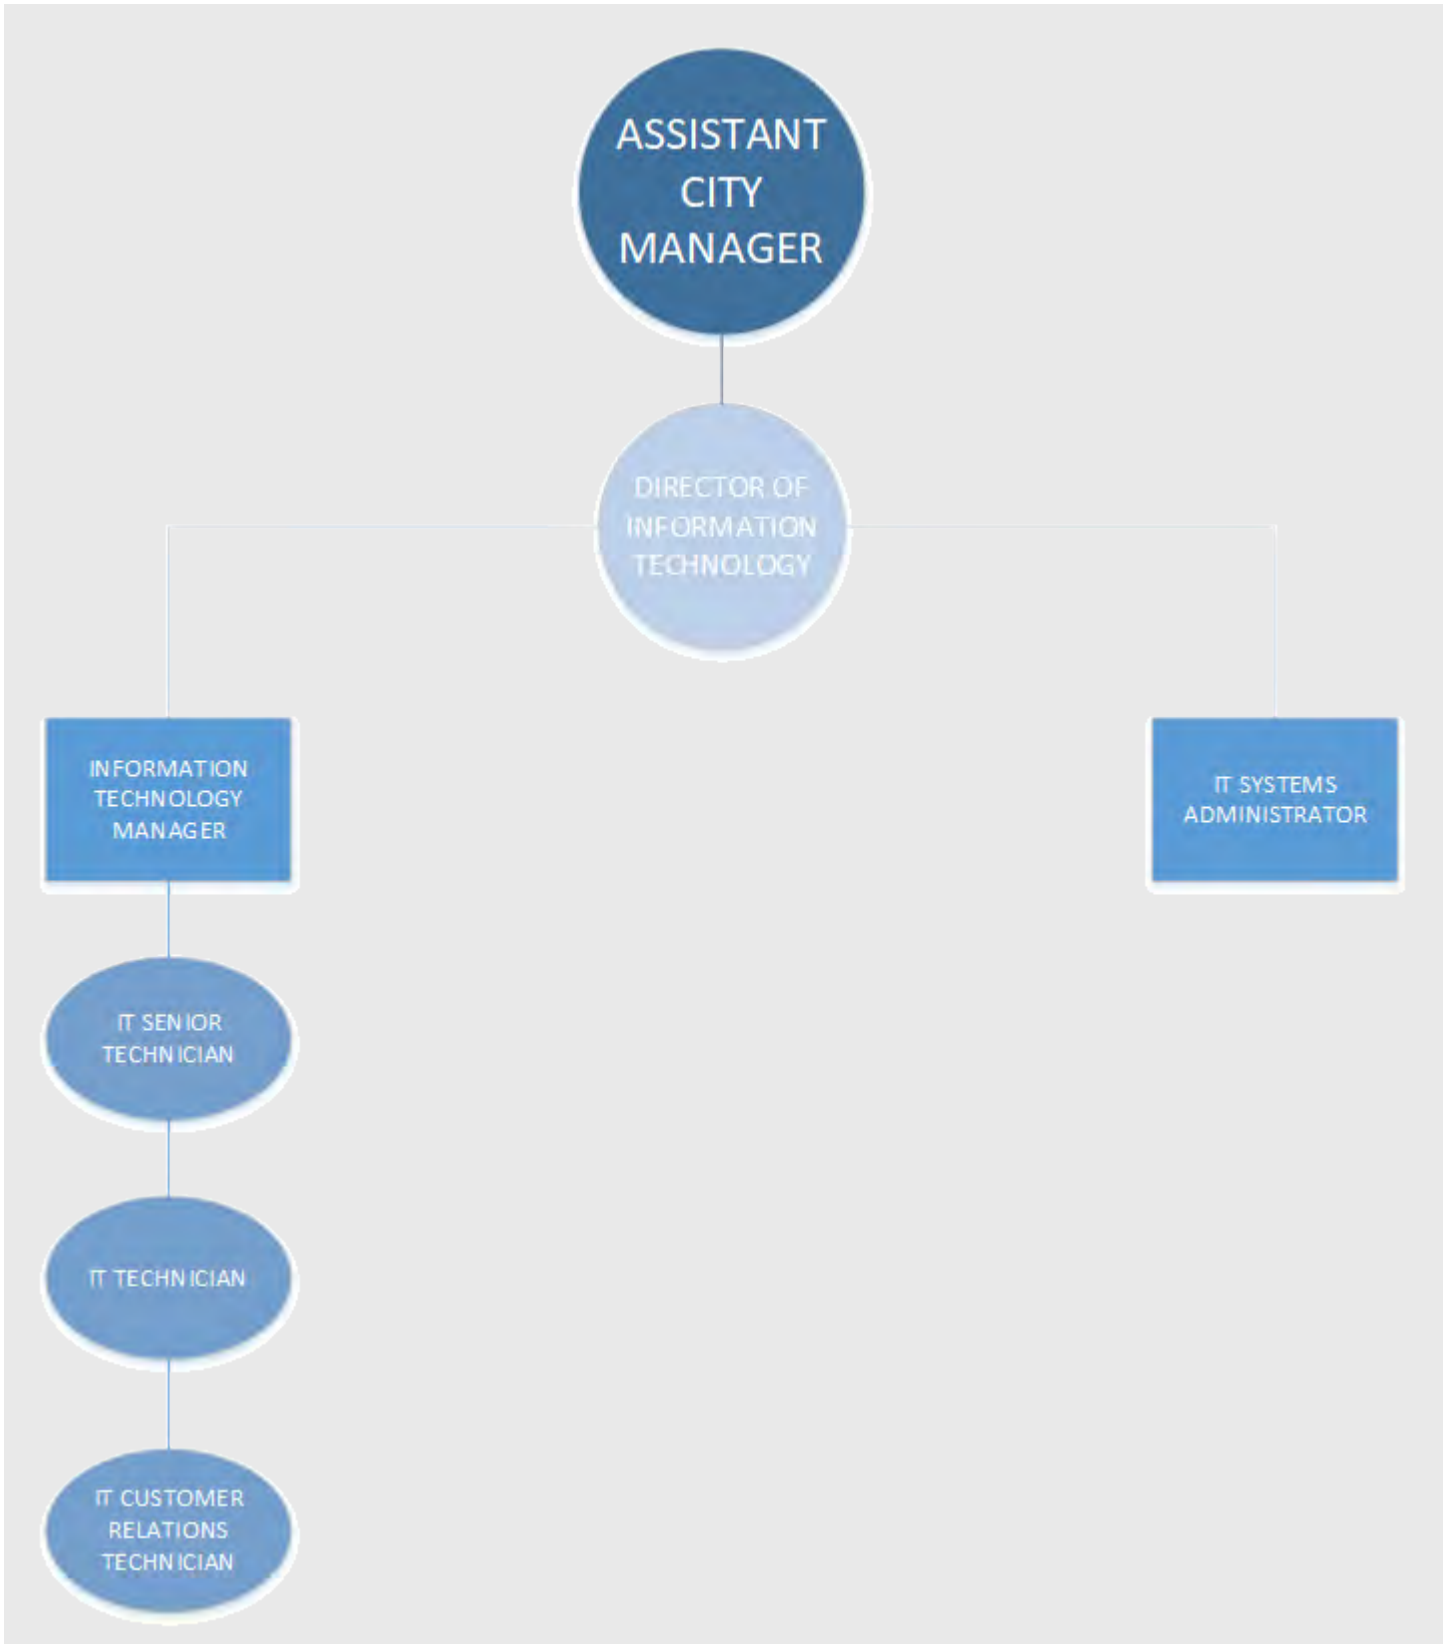 ASSISTANT
CITY
MANAGER
DIRECTOR OF
INFORMATION
TECHNOLOGY
INFORMATION
TECHNOLOGY
MANAGER
IT SYSTEMS
ADMINISTRATOR
IT SENIOR
TECHNICIAN
IT TECHNICIAN
IT CUSTOMER
RELATIONS
TECHNICIAN